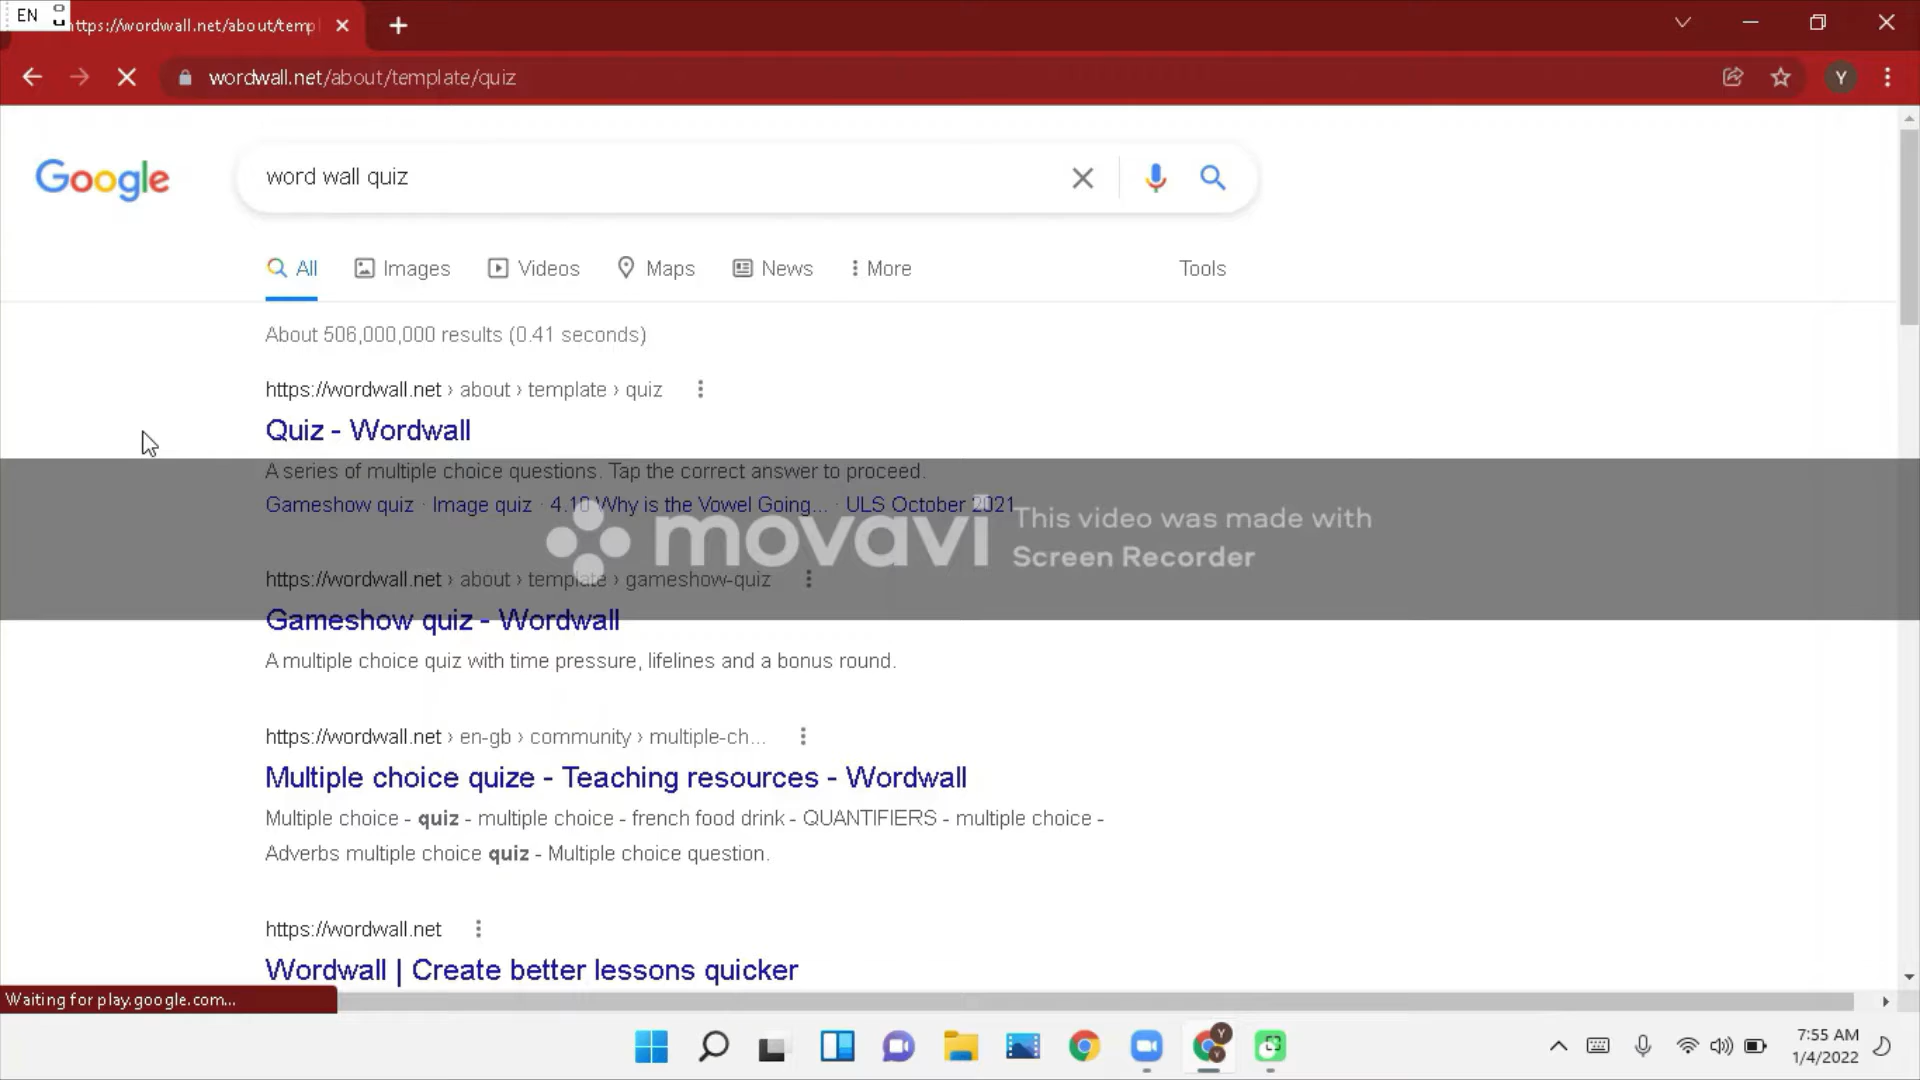 EN
https://wordwall.net/about/temp
wordwall.net/about/template/quiz
Y
Google
word wall quiz
All
Images
Videos
Maps
News
More
Tools
About 506,000,000 results (0.41 seconds)
https://wordwall.net › about › template › quiz
Quiz - Wordwall
A series of multiple choice questions. Tap the correct answer to proceed.
Gameshow quiz · Image quiz · 4.10 Why is the Vowel Going... · ULS October 2021
movavi
This video was made with
Screen Recorder
https://wordwall.net › about › template › gameshow-quiz
Gameshow quiz - Wordwall
A multiple choice quiz with time pressure, lifelines and a bonus round.
https://wordwall.net › en-gb › community › multiple-ch...
Multiple choice quize - Teaching resources - Wordwall
Multiple choice - quiz - multiple choice - french food drink - QUANTIFIERS - multiple choice -
Adverbs multiple choice quiz - Multiple choice question.
https://wordwall.net
Wordwall | Create better lessons quicker
Waiting for play.google.com...
Y
Y
7:55 AM
1/4/2022